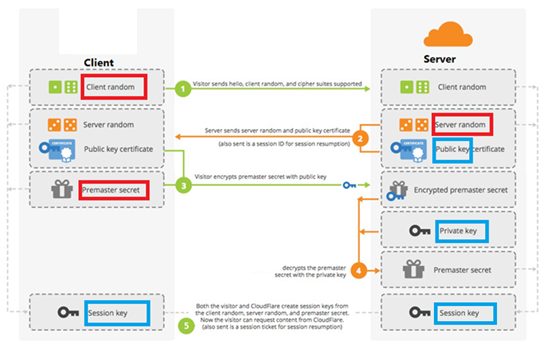 Client
Server
Client random
1
Visitor sends hello, client random, and cipher suites supported
Client random
Server random
Public key certificate
Server sends server random and public key certificate
(also sent is a session ID for session resumption)
2
Server random
CERTIFICATE
Public key certificate
CERTIFICATE
Premaster secret
3
Visitor encrypts premaster secret with public key
Encrypted premaster secret
Private key
decrypts the premaster
secret with the private key
4
Premaster secret
Session key
5
Both the visitor and CloudFlare create session keys from
the client random, server random, and premaster secret.
Now the visitor can request content from CloudFlare.
(also sent is a session ticket for session resumption)
Session key